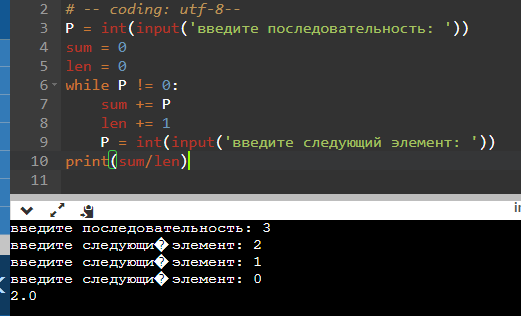 2 # -- coding: utf-8--
3 P = int(input('введите последовательность: '))
4 sum = 0
5 len = 0
6 while P != 0:
7 sum += P
8 len += 1
9 P = int(input('введите следующий элемент: '))
10 print(sum/len)
11
введите последовательность: 3
введите следующи�элемент: 2
введите следующи�элемент: 1
введите следующи�элемент: 0
2.0